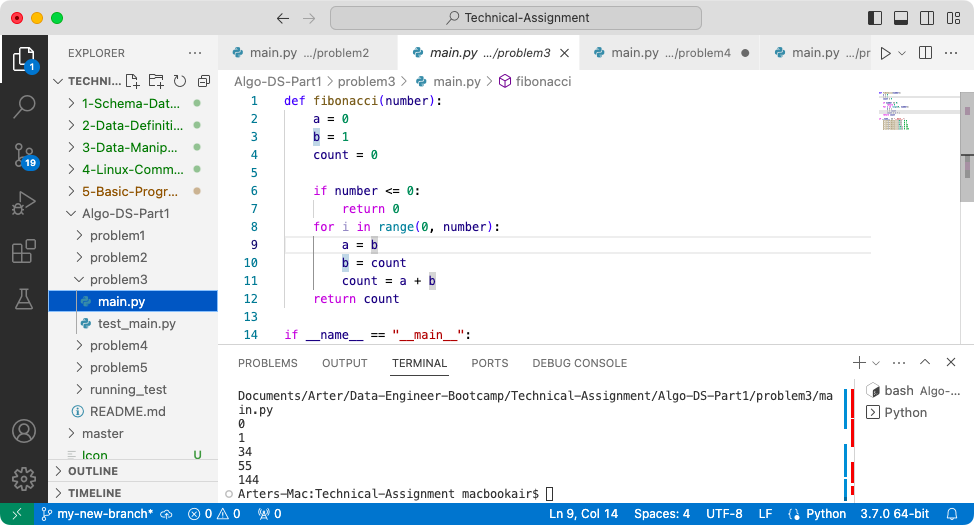 Technical-Assignment
EXPLORER
main.py .../problem2
main.py .../problem3
main.py .../problem4
main.py .../pr
TECHNI...
1-Schema-Dat...
2-Data-Definiti...
3-Data-Manip...
4-Linux-Comm...
5-Basic-Progr...
Algo-DS-Part1
problem1
problem2
problem3
main.py
test_main.py
problem4
problem5
running_test
README.md
master
Icon U
OUTLINE
TIMELINE
1
19
Algo-DS-Part1 > problem3 > main.py > fibonacci
1 def fibonacci(number):
2 a = 0
3 b = 1
4 count = 0
5
6 if number <= 0:
7 return 0
8 for i in range(0, number):
9 a = b
10 b = count
11 count = a + b
12 return count
13
14 if __name__ == "__main__":
PROBLEMS OUTPUT TERMINAL PORTS DEBUG CONSOLE
Documents/Arter/Data-Engineer-Bootcamp/Technical-Assignment/Algo-DS-Part1/problem3/ma
in.py
0
1
34
55
144
Arters-Mac:Technical-Assignment macbookair$
bash Algo-...
Python
my-new-branch* 0 0 0 Ln 9, Col 14 Spaces: 4 UTF-8 LF Python 3.7.0 64-bit